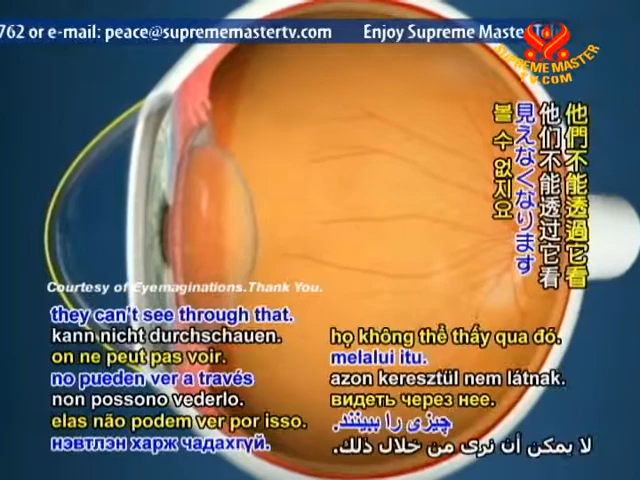 762 or e-mail: peace@suprememastertv.com Enjoy Supreme Master Te
SUPREME MASTER
TV.COM
他們不能透過它看
他们不能透过它看
見えなくなります
볼 수 없지요
Courtesy of Eyemaginations.Thank You.
they can't see through that.
kann nicht durchschauen.
on ne peut pas voir.
no pueden ver a través
non possono vederlo.
elas não podem ver por isso.
нэвтлэн харж чадахгүй.
họ không thể thấy qua đó.
melalui itu.
azon keresztül nem látnak.
видеть через нее.
چیزی را ببینند.
لا يمكن أن نرى من خلال ذلك.